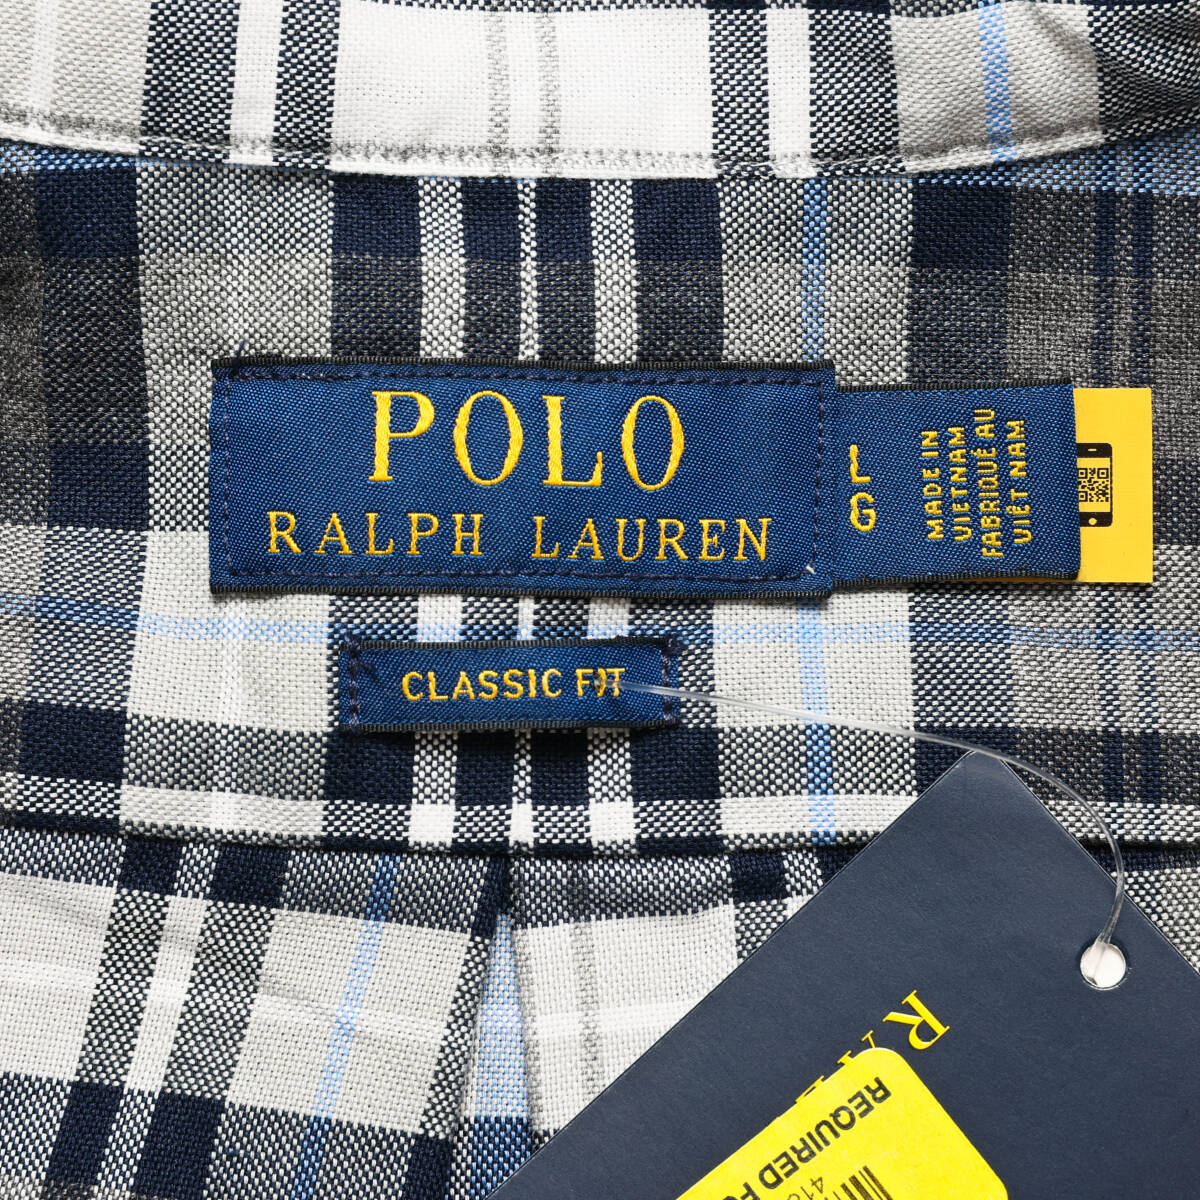 POLO
RALPH LAUREN
L
G
MADE IN
VIETNAM
FABRIQUÉ AU
VIÊT NAM
CLASSIC FIT
REQUIRED